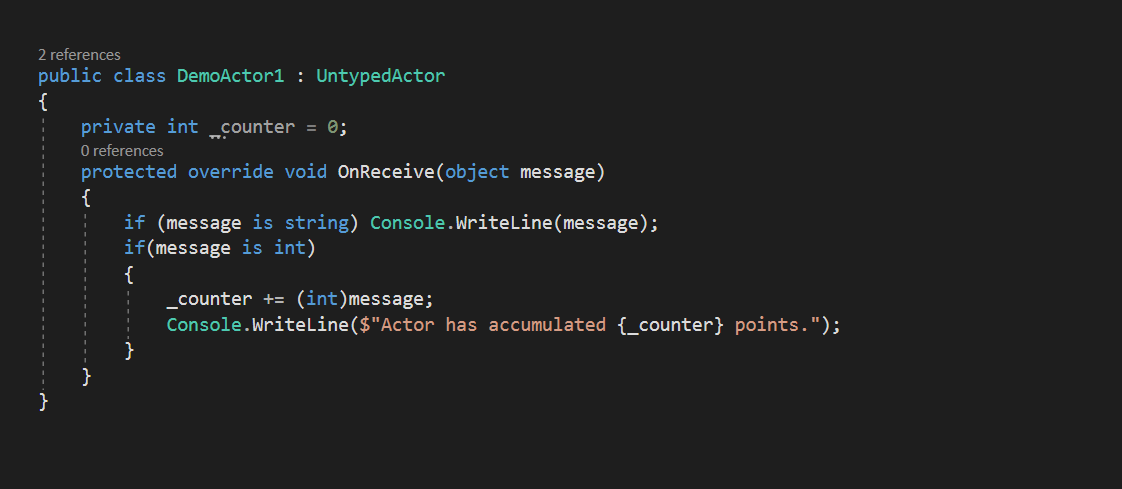 2 references
public class DemoActor1 : UntypedActor
{
private int _counter = 0;
0 references
protected override void OnReceive(object message)
{
if (message is string) Console.WriteLine(message);
if(message is int)
{
_counter += (int)message;
Console.WriteLine($"Actor has accumulated {_counter} points.");
}
}
}